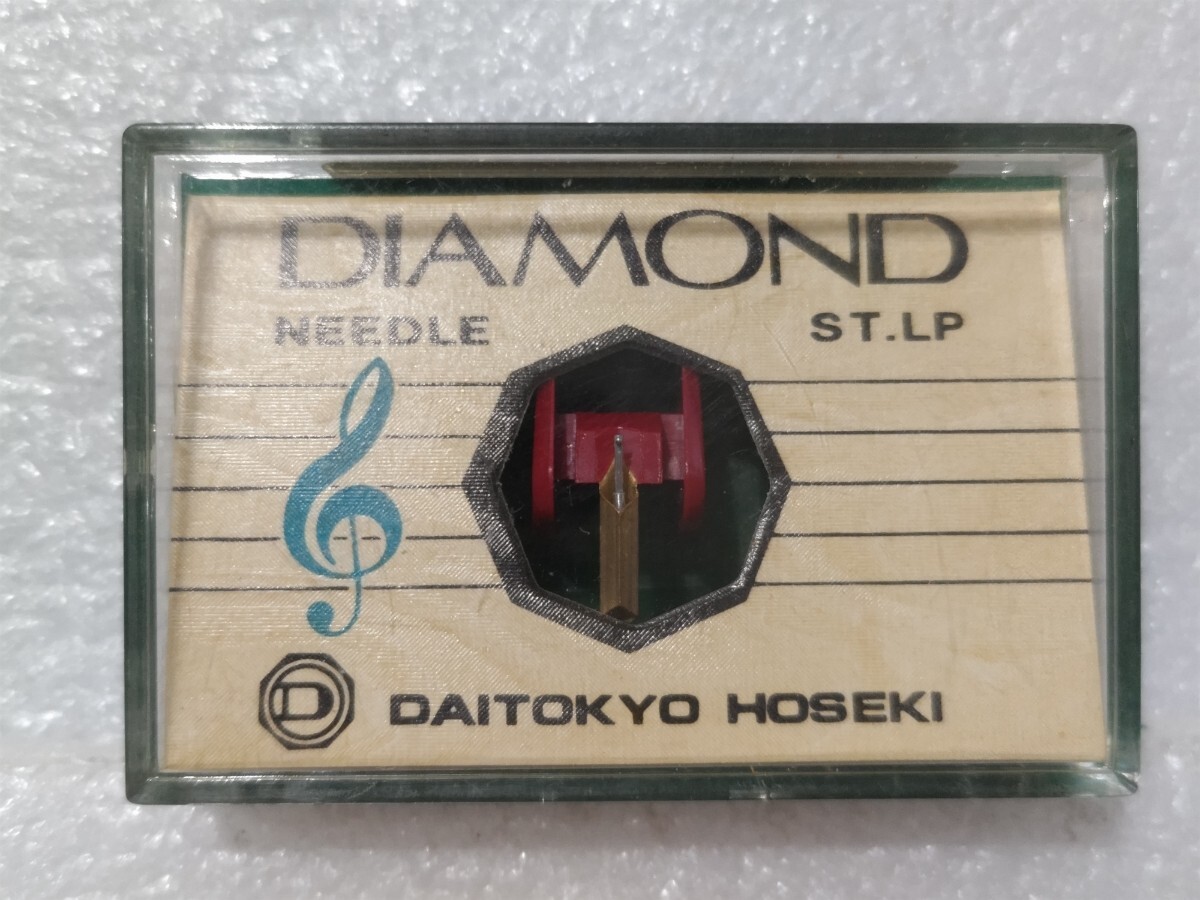 DIAMOND
NEEDLE ST.LP
D DAITOKYO HOSEKI